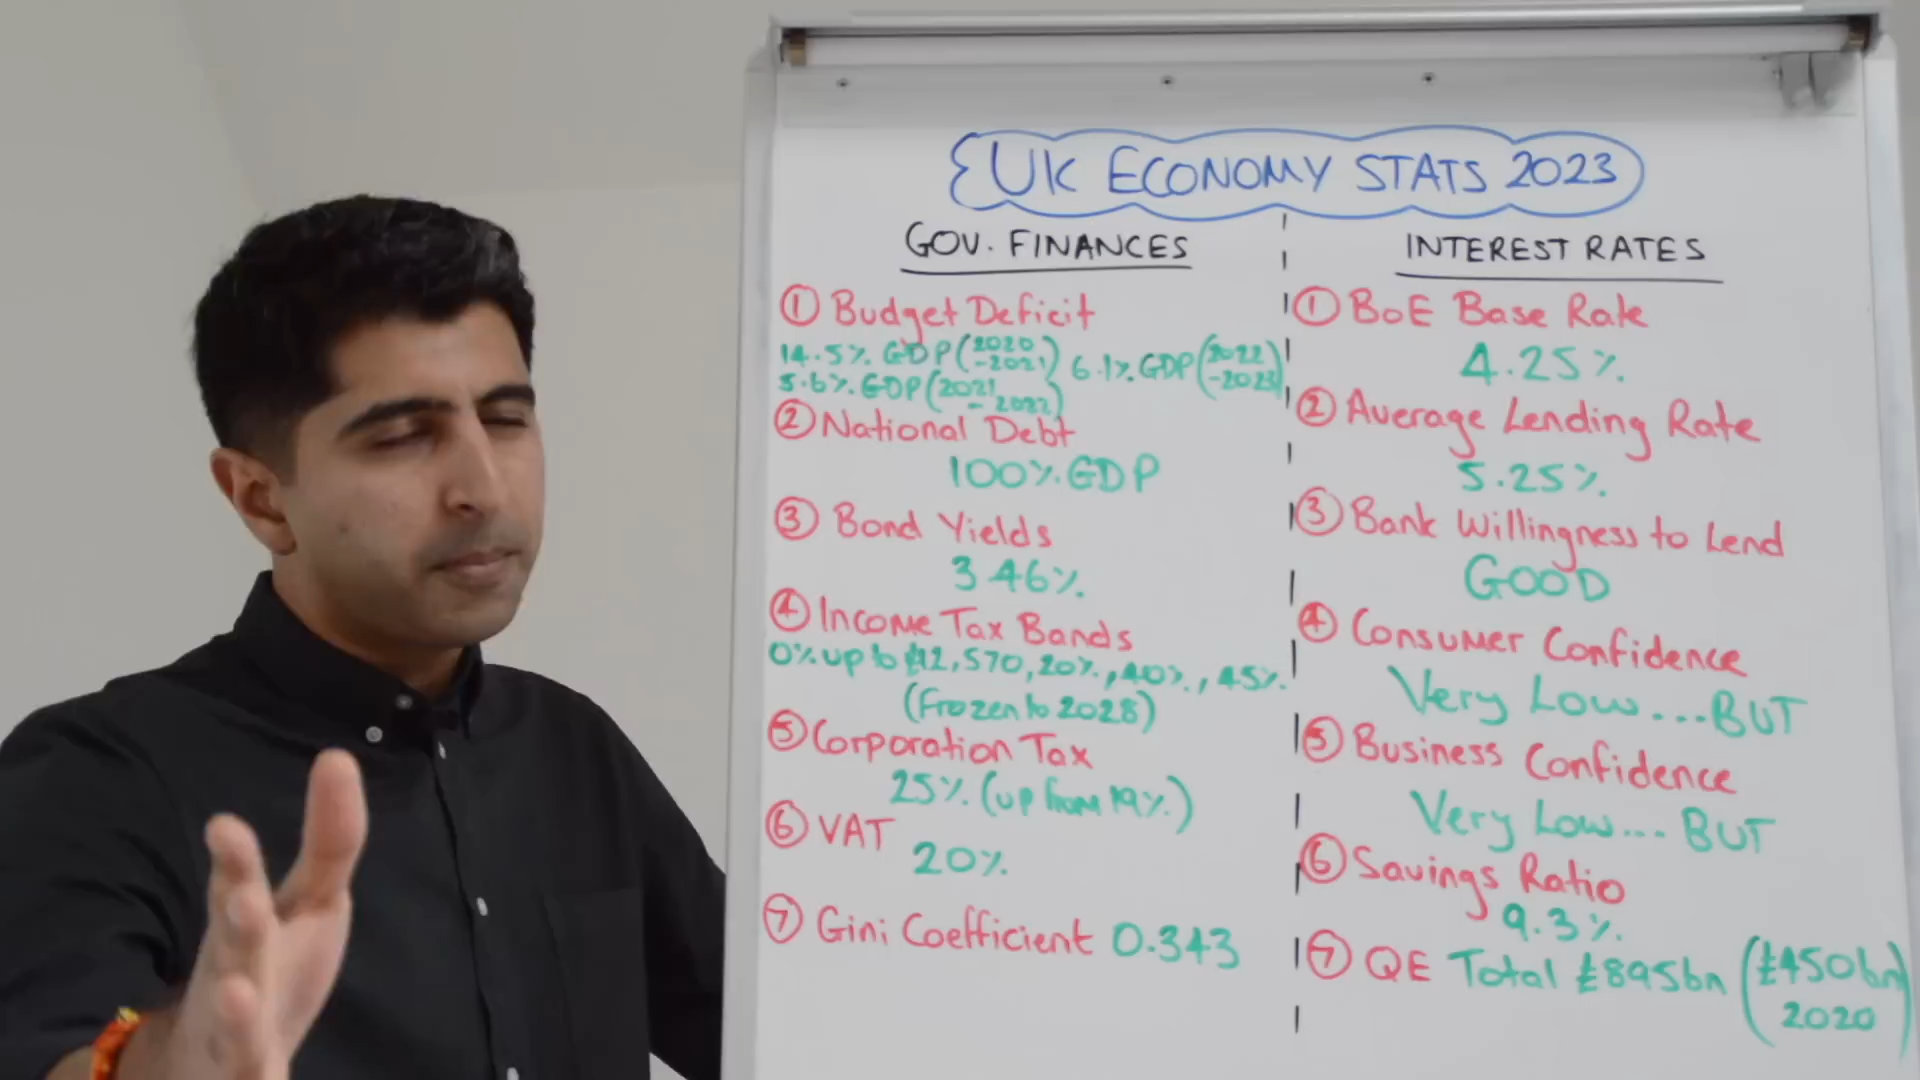 UK ECONOMY STATS 2023
GOV. FINANCES
① Budget Deficit
14.5% GDP (2020 -2021) 6.1% GDP (2022 -2023)
5.6% GDP (2021 - 2022)
② National Debt
100% GDP
③ Bond Yields
3.46%
④ Income Tax Bands
0% up to £12,570, 20%, 40%, 45%
(Frozen to 2028)
⑤ Corporation Tax
25% (up from 19%)
⑥ VAT
20%
⑦ Gini Coefficient 0.343
INTEREST RATES
① BoE Base Rate
4.25%
② Average Lending Rate
5.25%
③ Bank Willingness to Lend
GOOD
④ Consumer Confidence
Very Low...BUT
⑤ Business Confidence
Very Low... BUT
⑥ Savings Ratio
9.3%
⑦ QE Total £895bn (£450bn 2020)